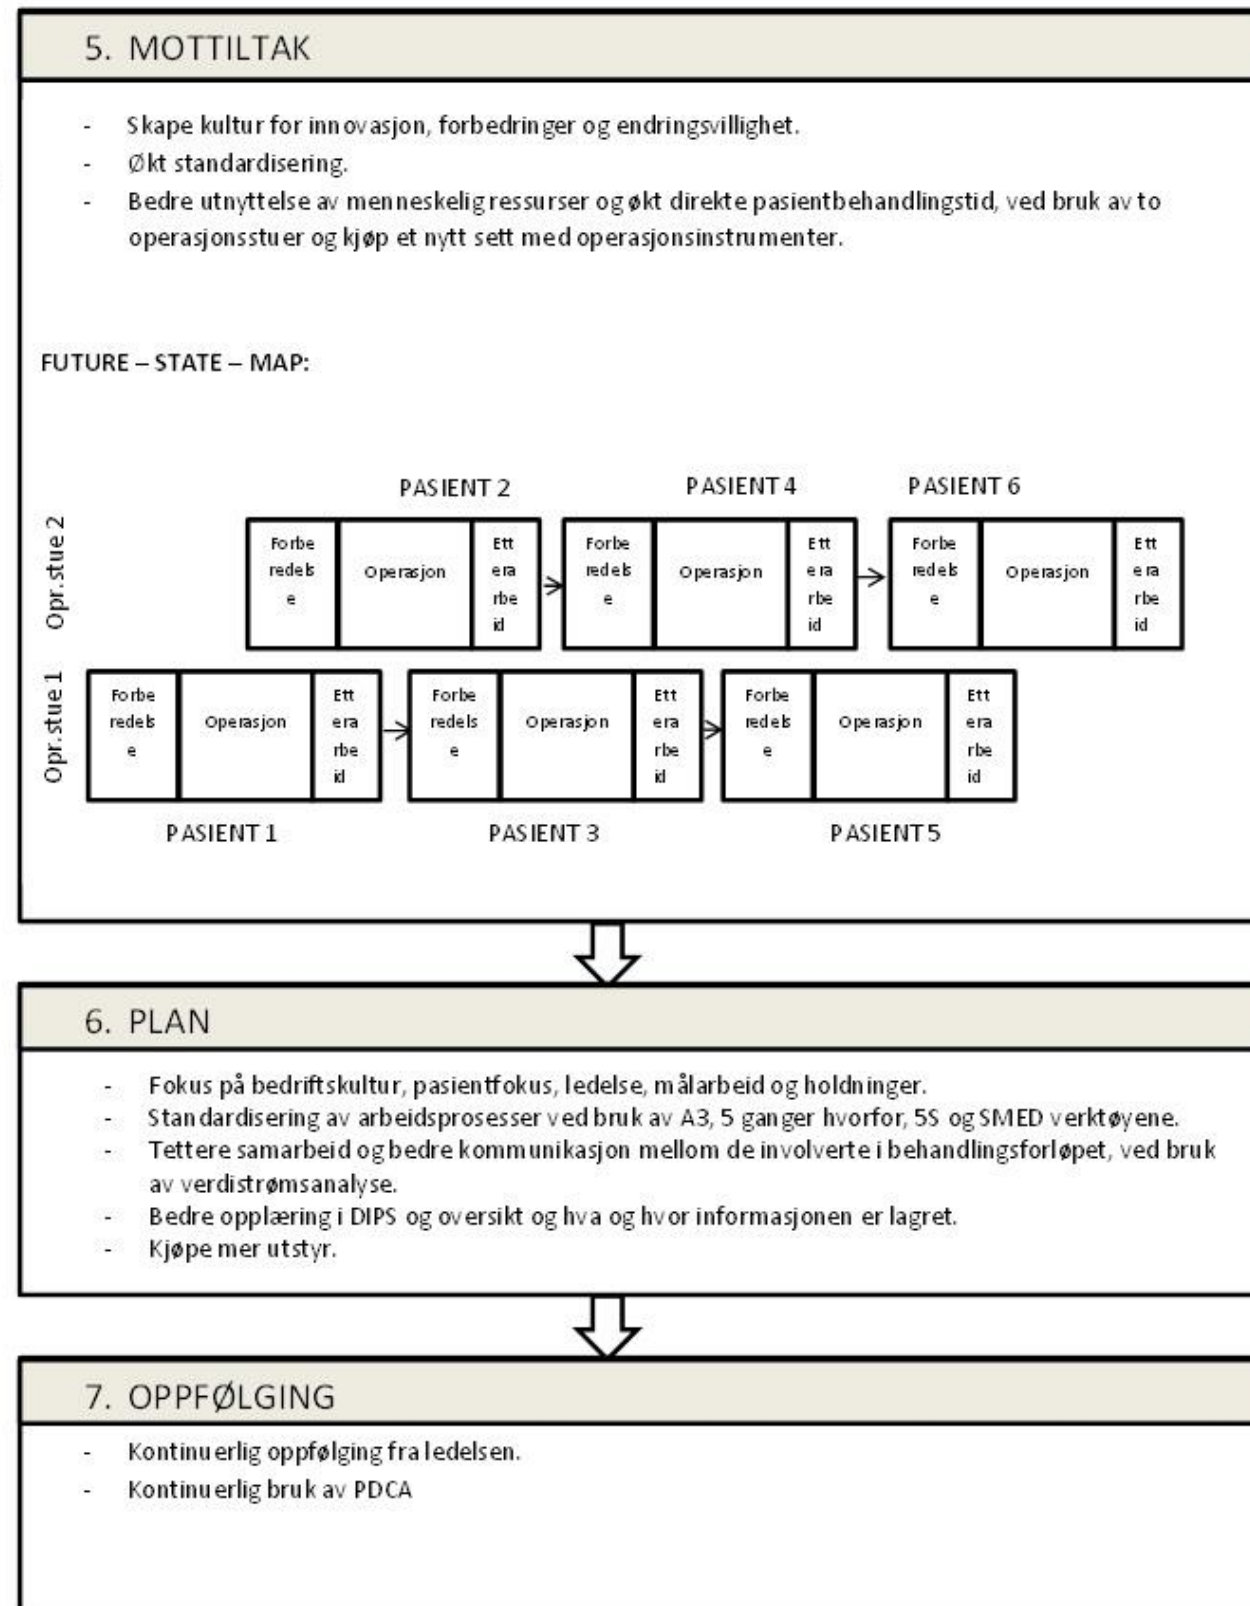 5. MOTTILTAK
- Skape kultur for innovasjon, forbedringer og endringsvillighet.
- Økt standardisering.
- Bedre utnyttelse av menneskelig ressurser og økt direkte pasientbehandlingstid, ved bruk av to
operasjonsstuer og kjøp et nytt sett med operasjonsinstrumenter.
FUTURE – STATE – MAP:
PASIENT 2
PASIENT 4
PASIENT 6
Opr.stue 2
Forbe
redels
e
Operasjon
Ett
era
rbe
id
Forbe
redels
e
Operasjon
Ett
era
rbe
id
Forbe
redels
e
Operasjon
Ett
era
rbe
id
Opr.stue 1
Forbe
redels
e
Operasjon
Ett
era
rbe
id
Forbe
redels
e
Operasjon
Ett
era
rbe
id
Forbe
redels
e
Operasjon
Ett
era
rbe
id
PASIENT 1
PASIENT 3
PASIENT 5
6. PLAN
- Fokus på bedriftskultur, pasientfokus, ledelse, målarbeid og holdninger.
- Standardisering av arbeidsprosesser ved bruk av A3, 5 ganger hvorfor, 5S og SMED verktøyene.
- Tettere samarbeid og bedre kommunikasjon mellom de involverte i behandlingsforløpet, ved bruk
av verdistrømsanalyse.
- Bedre opplæring i DIPS og oversikt og hva og hvor informasjonen er lagret.
- Kjøpe mer utstyr.
7. OPPFØLGING
- Kontinuerlig oppfølging fra ledelsen.
- Kontinuerlig bruk av PDCA